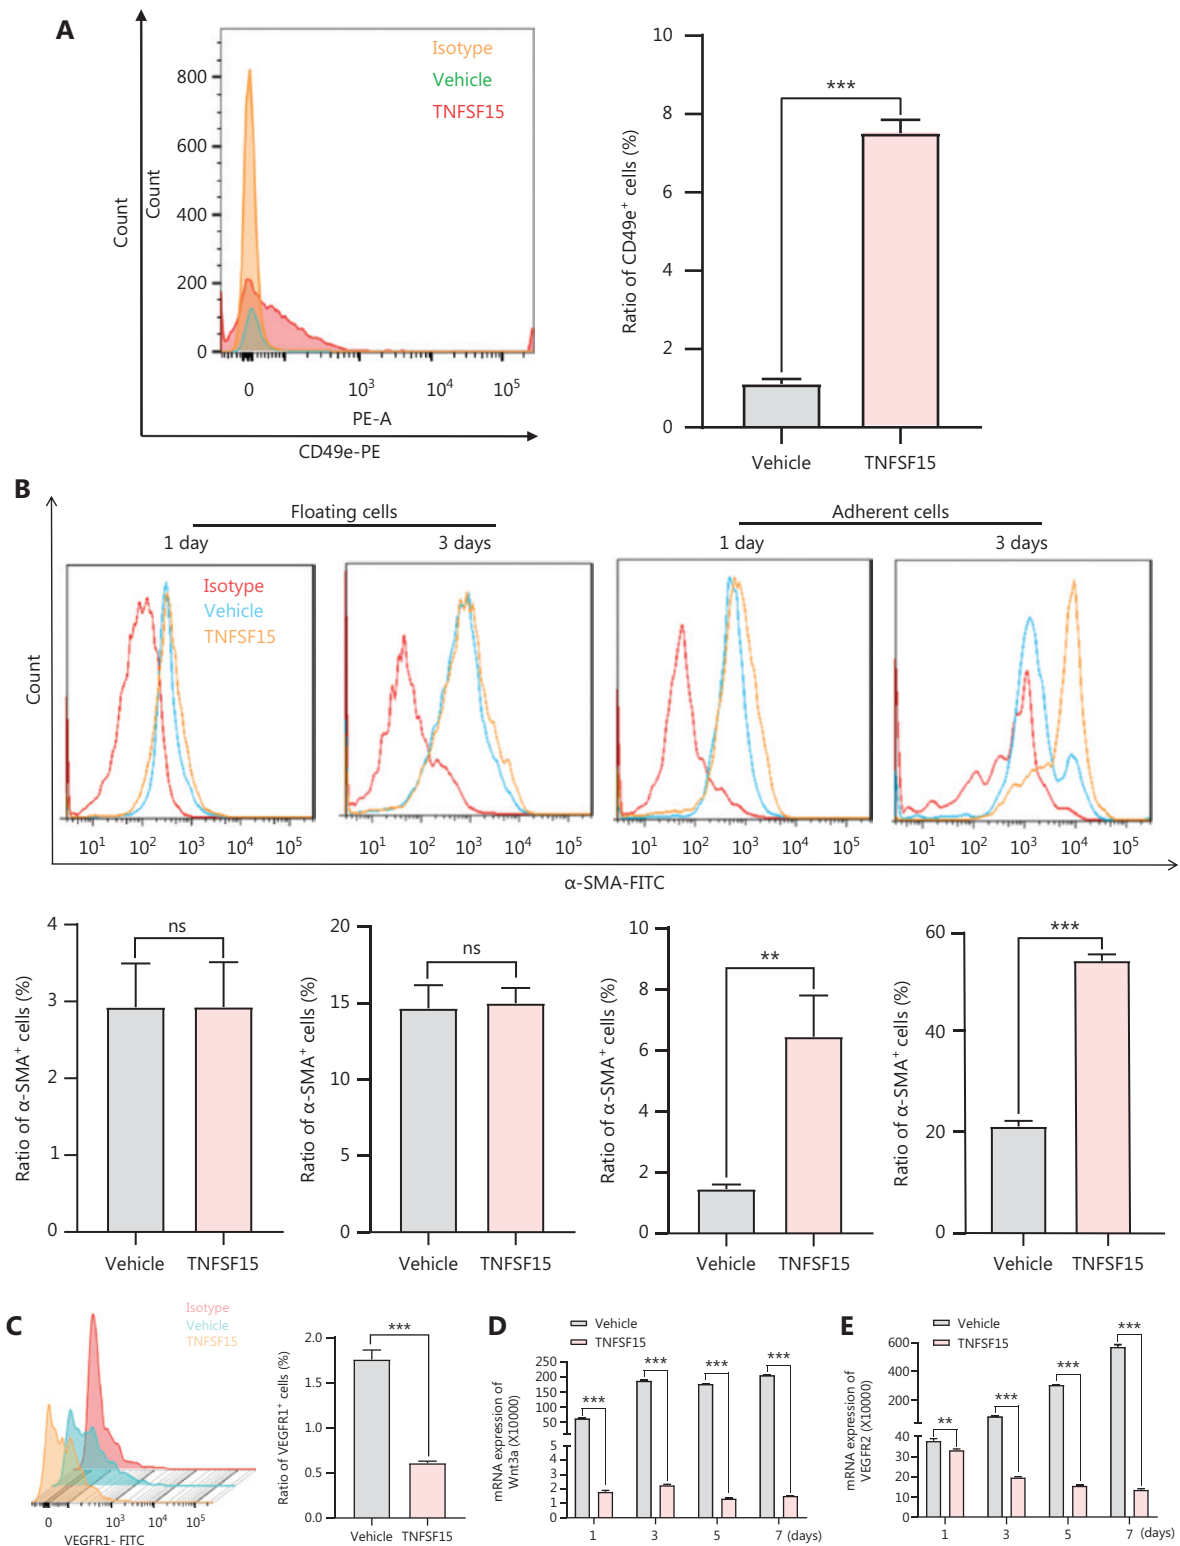 A
Isotype
Vehicle
TNFSF15
800
600
400
200
0
Count
Count
0 10³ 10⁴ 10⁵
PE-A
CD49e-PE
10
8
6
4
2
0
Ratio of CD49e⁺ cells (%)
***
Vehicle TNFSF15
B
Floating cells Adherent cells
1 day 3 days 1 day 3 days
Isotype
Vehicle
TNFSF15
Count
10¹ 10² 10³ 10⁴ 10⁵ 10¹ 10² 10³ 10⁴ 10⁵ 10¹ 10² 10³ 10⁴ 10⁵ 10¹ 10² 10³ 10⁴ 10⁵
α-SMA-FITC
4
3
2
1
0
Ratio of α-SMA⁺ cells (%)
ns
Vehicle TNFSF15
20
15
10
5
0
Ratio of α-SMA⁺ cells (%)
ns
Vehicle TNFSF15
10
8
6
4
2
0
Ratio of α-SMA⁺ cells (%)
**
Vehicle TNFSF15
60
40
20
0
Ratio of α-SMA⁺ cells (%)
***
Vehicle TNFSF15
C
Isotype
Vehicle
TNFSF15
0 10³ 10⁴ 10⁵
VEGFR1- FITC
2.0
1.5
1.0
0.5
0.0
Ratio of VEGFR1⁺ cells (%)
***
Vehicle TNFSF15
D
Vehicle
TNFSF15
250
200
150
100
50
5
4
3
2
1
0
mRNA expression of
Wnt3a (X10000)
*** *** *** ***
1 3 5 7 (days)
E
Vehicle
TNFSF15
600
400
200
40
30
20
10
0
mRNA expression of
VEGFR2 (X10000)
** *** *** ***
1 3 5 7 (days)